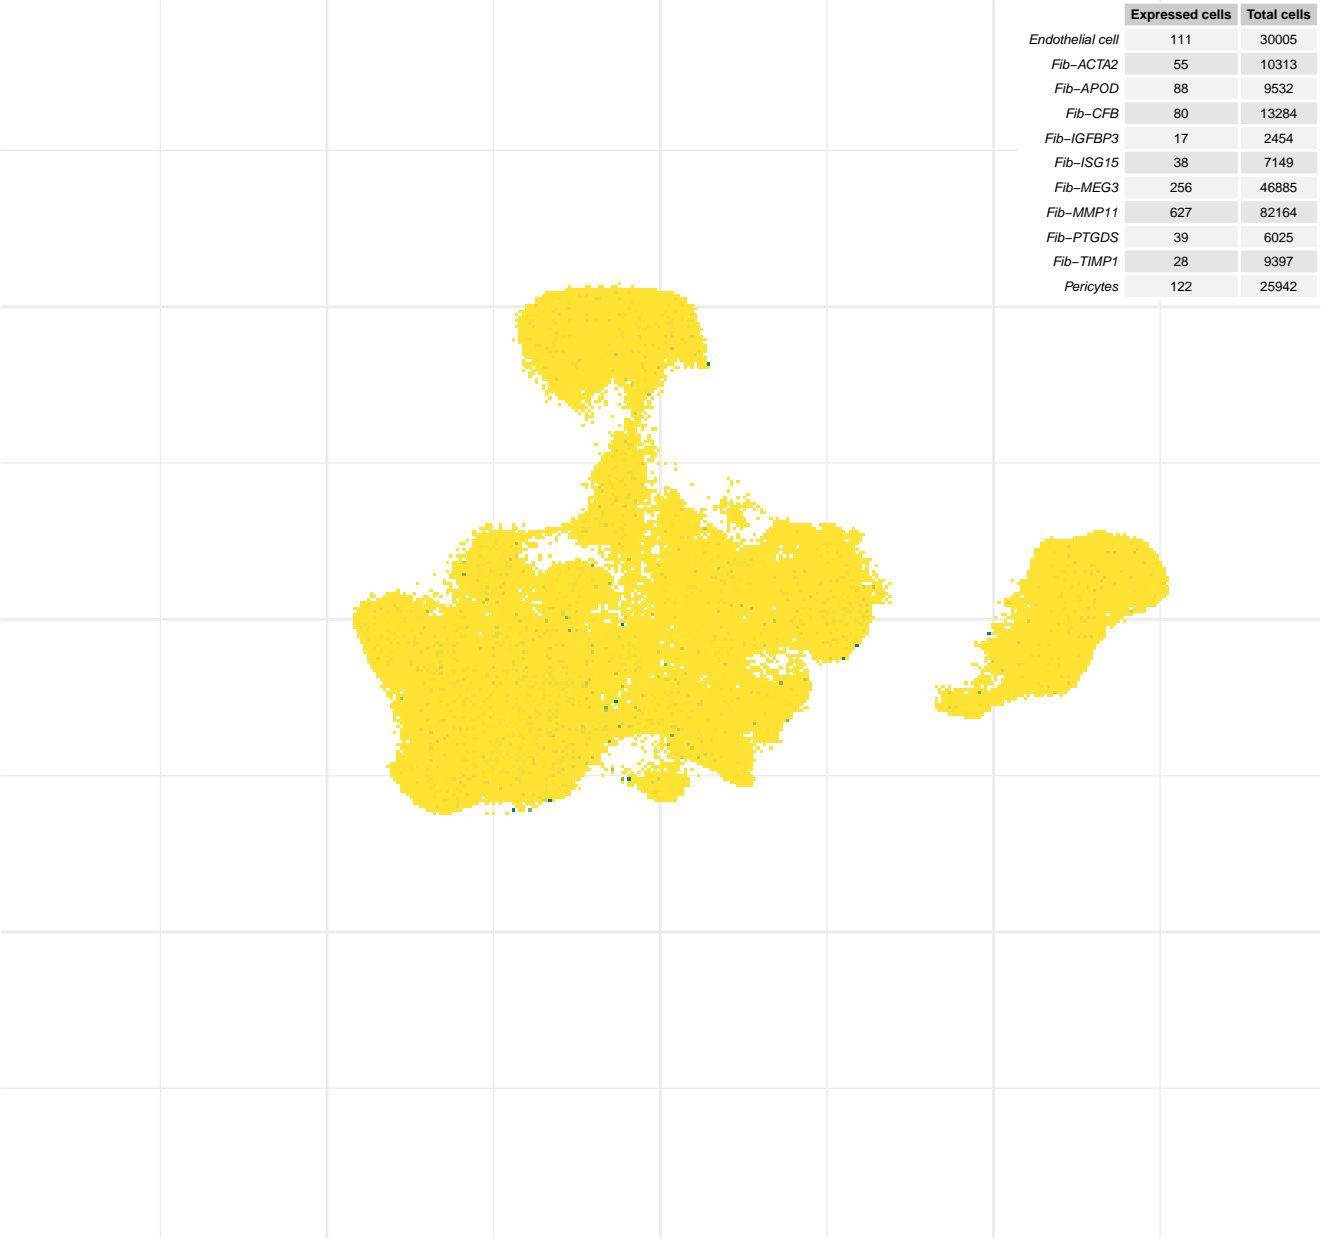 Expressed cells Total cells
Endothelial cell 111 30005
Fib−ACTA2 55 10313
Fib−APOD 88 9532
Fib−CFB 80 13284
Fib−IGFBP3 17 2454
Fib−ISG15 38 7149
Fib−MEG3 256 46885
Fib−MMP11 627 82164
Fib−PTGDS 39 6025
Fib−TIMP1 28 9397
Pericytes 122 25942